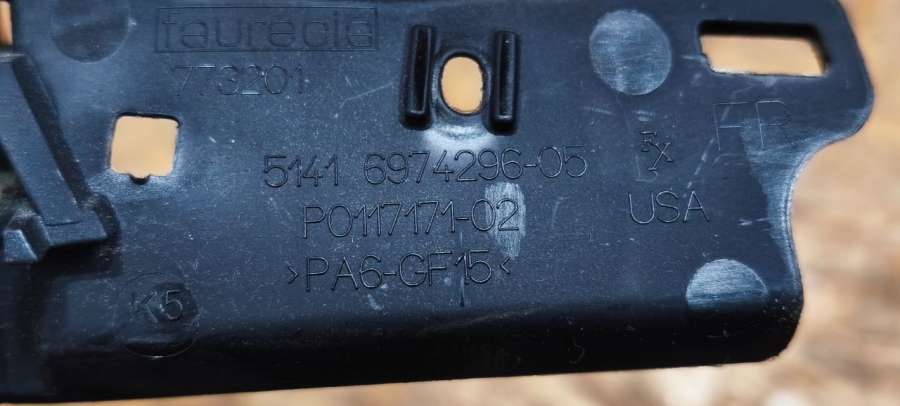 faurecia
773201
FR
5141 6974296-05
P0117171-02
USA
>PA6-GF15<
K5